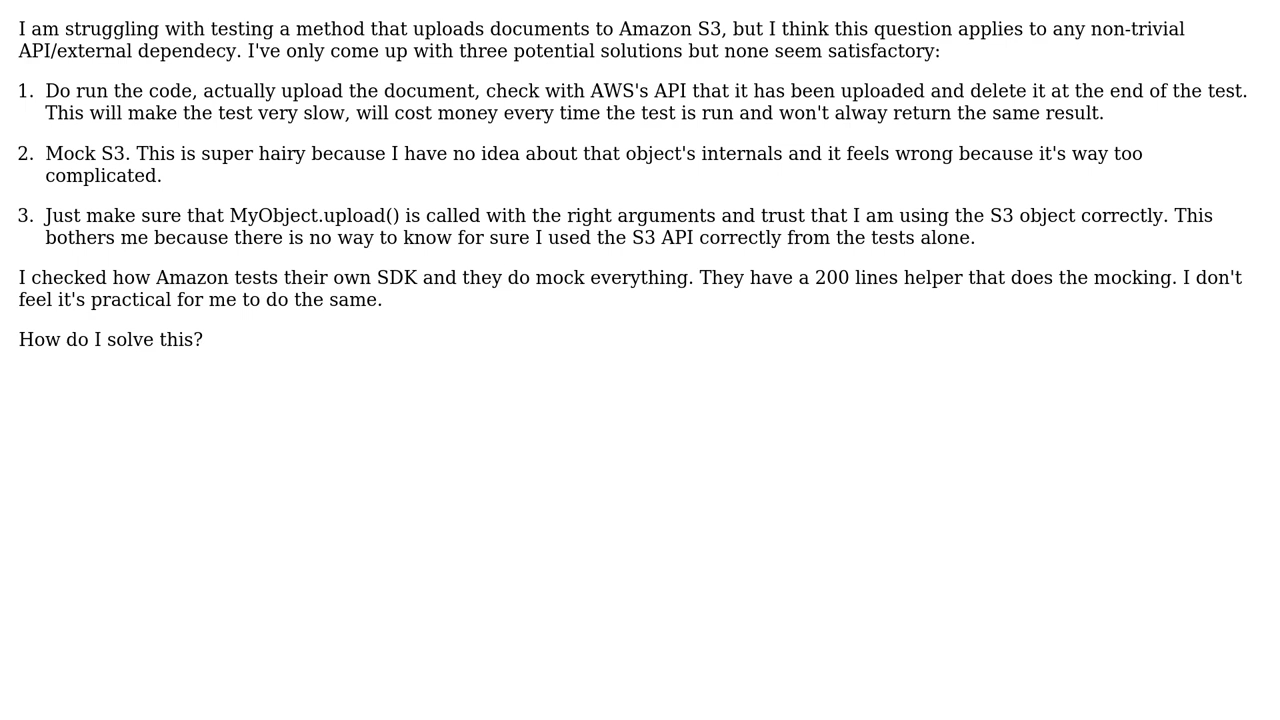 I am struggling with testing a method that uploads documents to Amazon S3, but I think this question applies to any non-trivial
API/external dependecy. I've only come up with three potential solutions but none seem satisfactory:
1. Do run the code, actually upload the document, check with AWS's API that it has been uploaded and delete it at the end of the test.
This will make the test very slow, will cost money every time the test is run and won't alway return the same result.
2. Mock S3. This is super hairy because I have no idea about that object's internals and it feels wrong because it's way too
complicated.
3. Just make sure that MyObject.upload() is called with the right arguments and trust that I am using the S3 object correctly. This
bothers me because there is no way to know for sure I used the S3 API correctly from the tests alone.
I checked how Amazon tests their own SDK and they do mock everything. They have a 200 lines helper that does the mocking. I don't
feel it's practical for me to do the same.
How do I solve this?